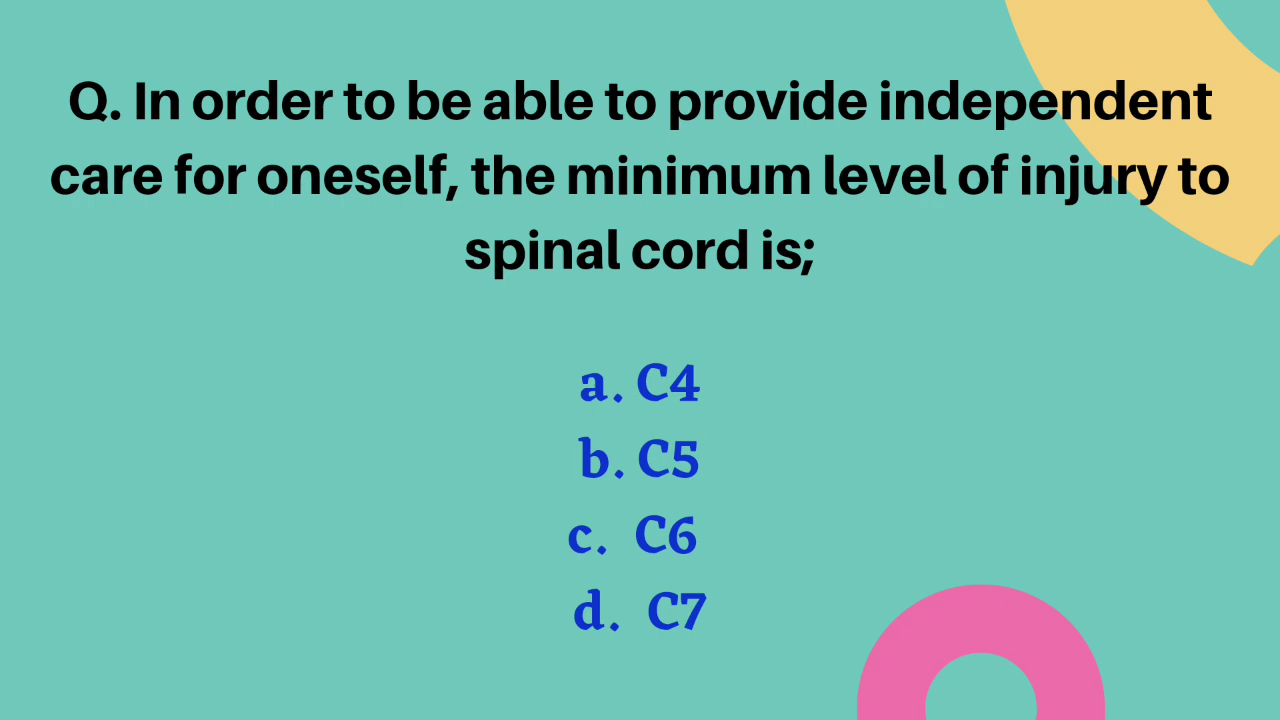 Q. In order to be able to provide independent
care for oneself, the minimum level of injury to
spinal cord is;
a. C4
b. C5
c. C6
d. C7